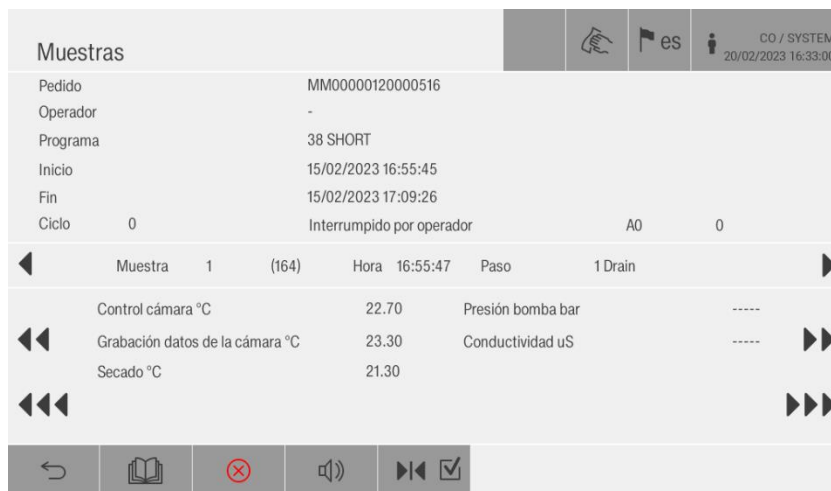 Muestras
es
CO / SYSTEM
20/02/2023 16:33:00
Pedido MM00000120000516
Operador -
Programa 38 SHORT
Inicio 15/02/2023 16:55:45
Fin 15/02/2023 17:09:26
Ciclo 0 Interrumpido por operador A0 0
Muestra 1 (164) Hora 16:55:47 Paso 1 Drain
Control cámara °C 22.70 Presión bomba bar -----
Grabación datos de la cámara °C 23.30 Conductividad uS -----
Secado °C 21.30